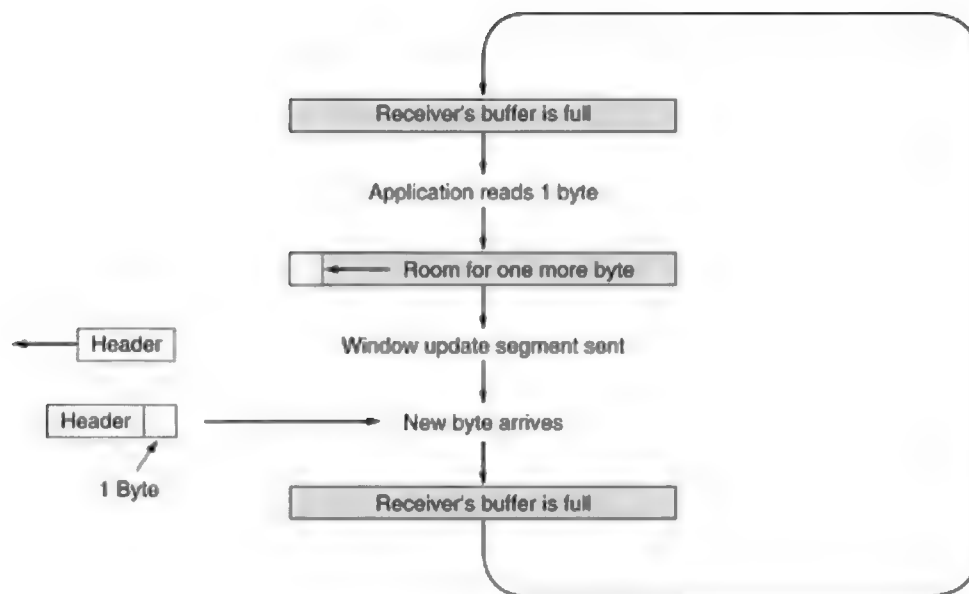 Receiver's buffer is full
Application reads 1 byte
Room for one more byte
Header
Window update segment sent
Header
New byte arrives
1 Byte
Receiver's buffer is full